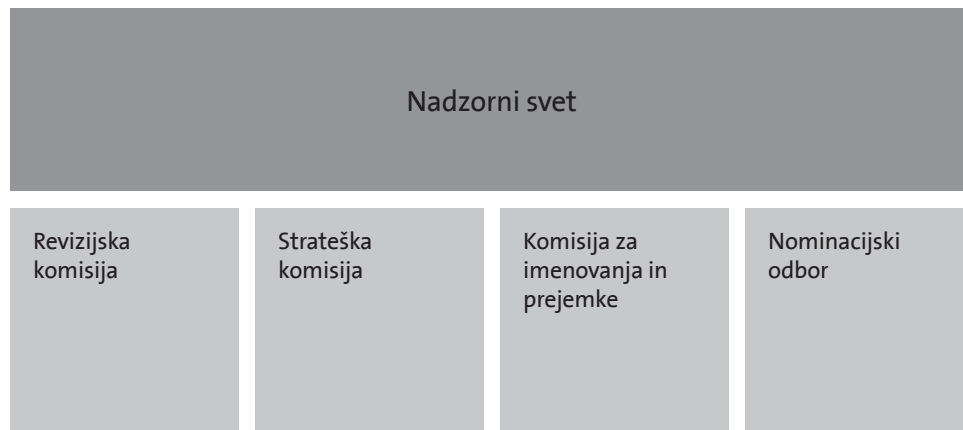 Nadzorni svet
Revizijska
komisija
Strateška
komisija
Komisija za
imenovanja in
prejemke
Nominacijski
odbor